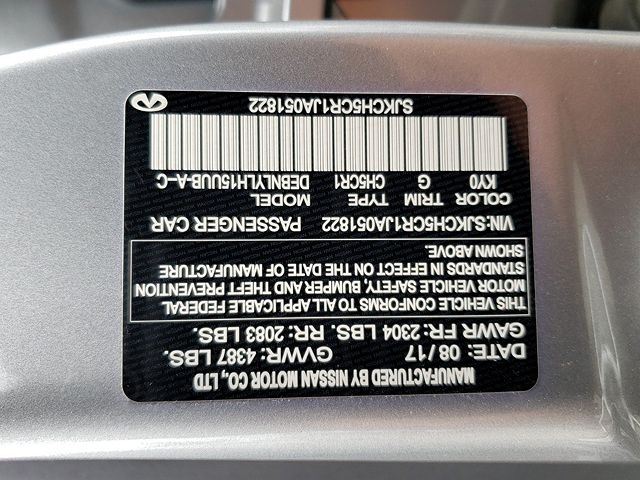 MANUFACTURED BY NISSAN MOTOR CO., LTD
DATE: 08/17 GVWR: 4387 LBS.
GAWR FR: 2304 LBS. RR: 2083 LBS.
THIS VEHICLE CONFORMS TO ALL APPLICABLE FEDERAL
MOTOR VEHICLE SAFETY, BUMPER AND THEFT PREVENTION
STANDARDS IN EFFECT ON THE DATE OF MANUFACTURE
SHOWN ABOVE.
VIN:SJKCH5CR1JA051822 PASSENGER CAR
COLOR TRIM TYPE MODEL
KY0 G CH5CR1 DEBNLYLH15UUB-A-C
SJKCH5CR1JA051822